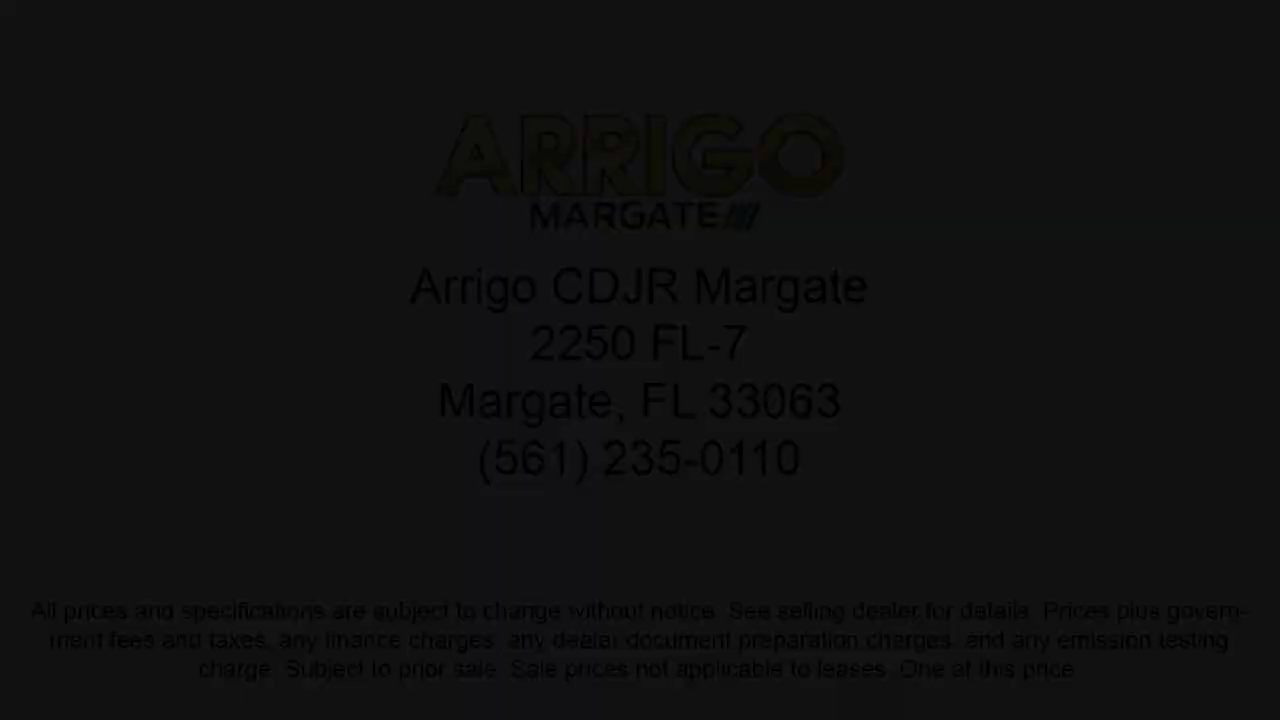 ARRIGO
MARGATE
Arrigo CDJR Margate
2250 FL-7
Margate, FL 33063
(561) 235-0110
All prices and specifications are subject to change without notice. See selling dealer for details. Prices plus govern-
ment fees and taxes, any finance charges, any dealer document preparation charges, and any emission testing
charge. Subject to prior sale. Sale prices not applicable to leases. One at this price.